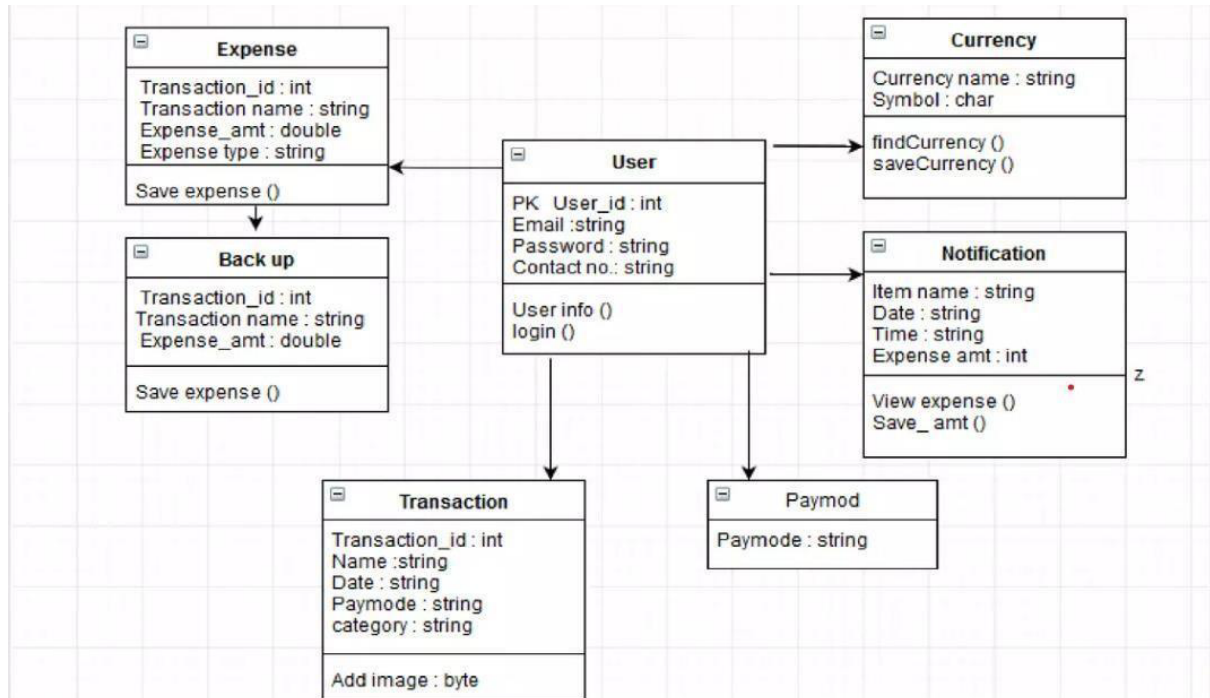 Expense
Transaction_id : int
Transaction name : string
Expense_amt : double
Expense type : string
Save expense ()
Back up
Transaction_id : int
Transaction name : string
Expense_amt : double
Save expense ()
User
PK User_id : int
Email :string
Password : string
Contact no.: string
User info ()
login ()
Currency
Currency name : string
Symbol : char
findCurrency ()
saveCurrency ()
Notification
Item name : string
Date : string
Time : string
Expense amt : int
View expense ()
Save_ amt ()
z
Transaction
Transaction_id : int
Name :string
Date : string
Paymode : string
category : string
Add image : byte
Paymod
Paymode : string